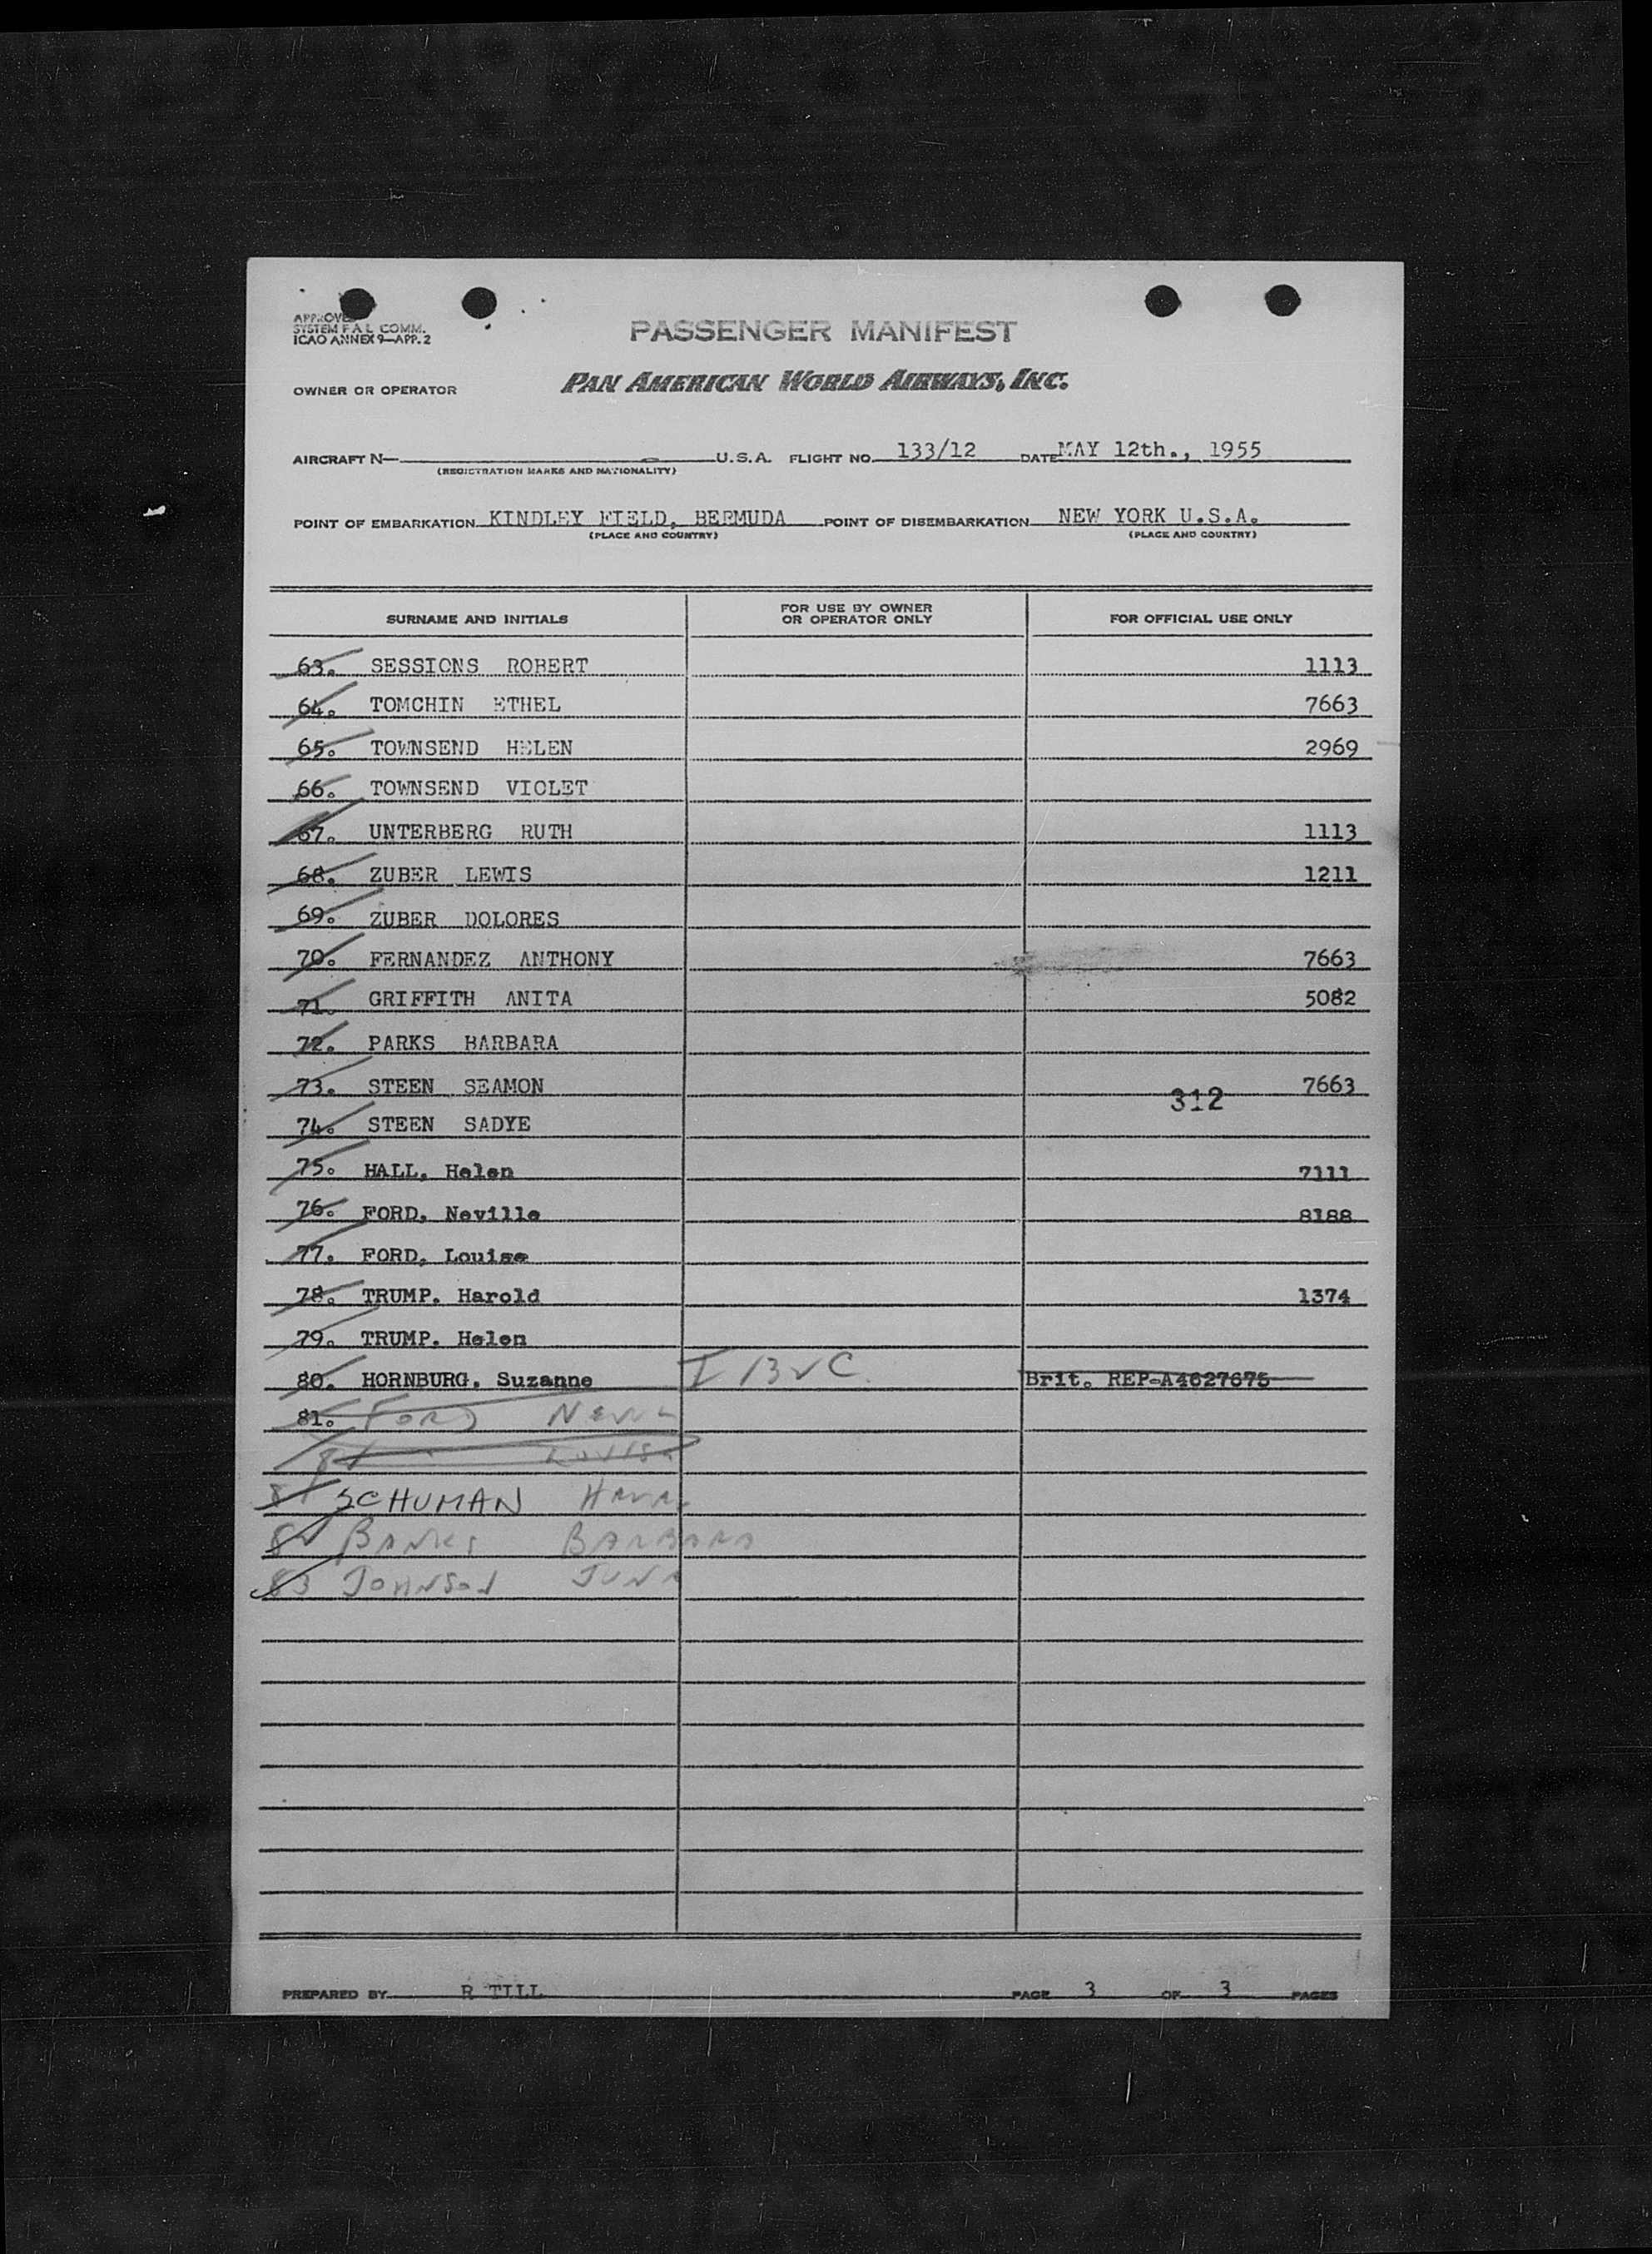 SYSTEM F.A.L. COMM.
ICAO ANNEX 9—APP. 2
PASSENGER MANIFEST
OWNER OR OPERATOR PAN AMERICAN WORLD AIRWAYS, INC.
AIRCRAFT N— U.S.A. FLIGHT NO. 133/12 DATE MAY 12th., 1955
(REGISTRATION MARKS AND NATIONALITY)
POINT OF EMBARKATION KINDLEY FIELD, BERMUDA POINT OF DISEMBARKATION NEW YORK U.S.A.
(PLACE AND COUNTRY) (PLACE AND COUNTRY)
SURNAME AND INITIALS FOR USE BY OWNER OR OPERATOR ONLY FOR OFFICIAL USE ONLY
63. SESSIONS ROBERT 1113
64. TOMCHIN ETHEL 7663
65. TOWNSEND HELEN 2969
66. TOWNSEND VIOLET
67. UNTERBERG RUTH 1113
68. ZUBER LEWIS 1211
69. ZUBER DOLORES
70. FERNANDEZ ANTHONY 7663
71. GRIFFITH ANITA 5082
72. PARKS BARBARA
73. STEEN SEAMON 7663
312
74. STEEN SADYE
75. HALL, Helen 7111
76. FORD, Neville 8188
77. FORD, Louise
78. TRUMP. Harold 1374
79. TRUMP. Helen
80. HORNBURG. Suzanne Brit. REP-A4627675
81. FORD
81 SCHUMAN
82 BANKS BARBARA
83 JOHNSON
PREPARED BY R TILL PAGE 3 OF 3 PAGES